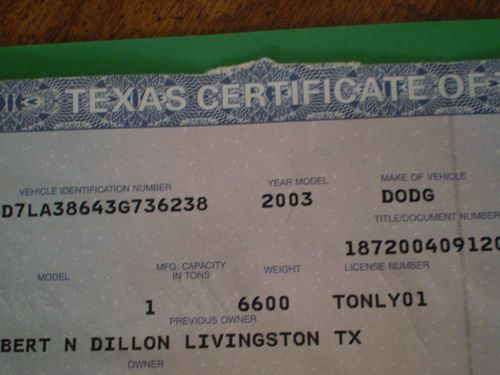 TEXAS CERTIFICATE OF
VEHICLE IDENTIFICATION NUMBER YEAR MODEL MAKE OF VEHICLE
D7LA38643G736238 2003 DODG
TITLE/DOCUMENT NUMBER
18720040912
MODEL MFG. CAPACITY IN TONS WEIGHT LICENSE NUMBER
1 6600 TONLY01
PREVIOUS OWNER
BERT N DILLON LIVINGSTON TX
OWNER